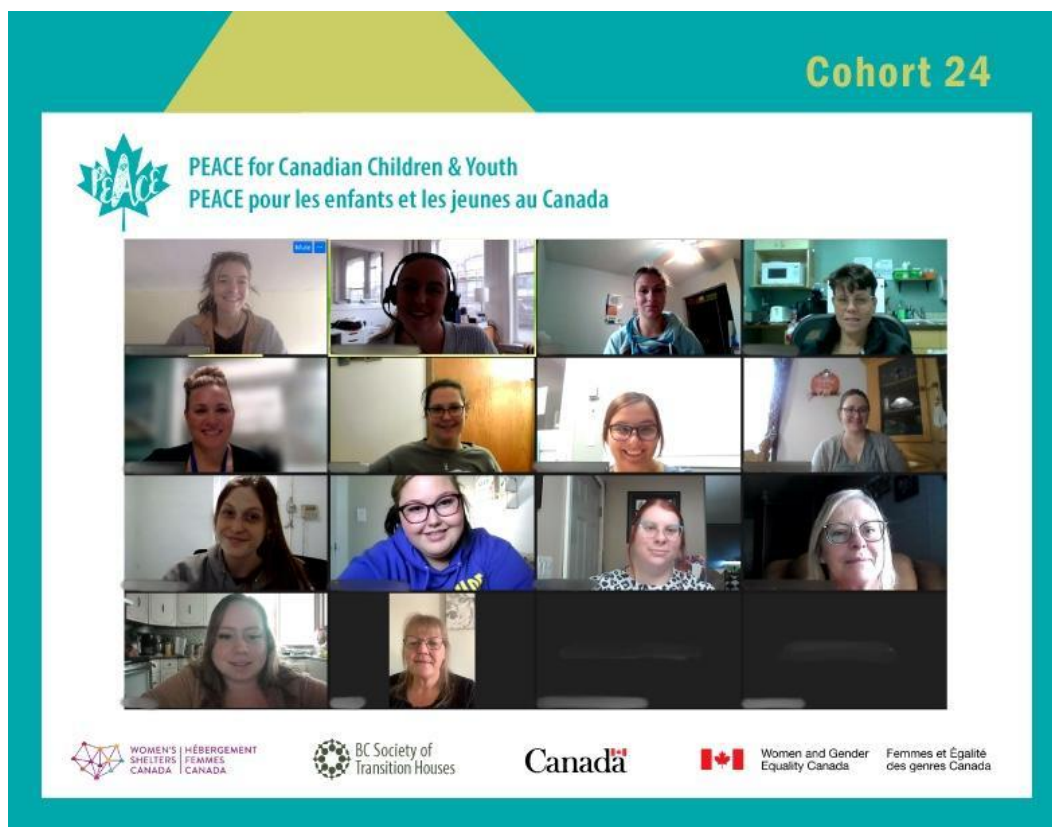 Cohort 24
PEACE
PEACE for Canadian Children & Youth
PEACE pour les enfants et les jeunes au Canada
Mute
WOMEN'S
SHELTERS
CANADA
HÉBERGEMENT
FEMMES
CANADA
BC Society of
Transition Houses
Canada
Women and Gender
Equality Canada
Femmes et Égalité
des genres Canada